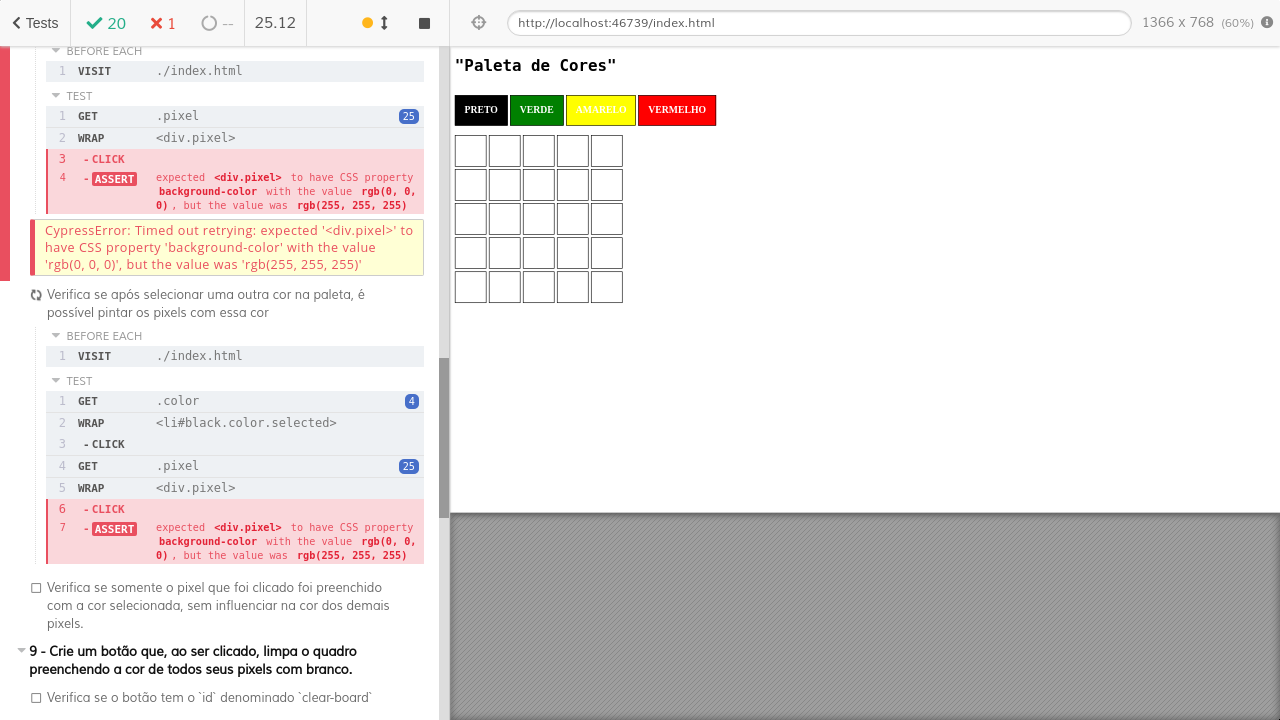 Tests
20
1
--
25.12
http://localhost:46739/index.html
1366 x 768 (60%)
BEFORE EACH
1 VISIT ./index.html
TEST
1 GET .pixel 25
2 WRAP <div.pixel>
3 - CLICK
4 - ASSERT expected <div.pixel> to have CSS property
background-color with the value rgb(0, 0,
0) , but the value was rgb(255, 255, 255)
CypressError: Timed out retrying: expected '<div.pixel>' to
have CSS property 'background-color' with the value
'rgb(0, 0, 0)', but the value was 'rgb(255, 255, 255)'
Verifica se após selecionar uma outra cor na paleta, é
possível pintar os pixels com essa cor
BEFORE EACH
1 VISIT ./index.html
TEST
1 GET .color 4
2 WRAP <li#black.color.selected>
3 - CLICK
4 GET .pixel 25
5 WRAP <div.pixel>
6 - CLICK
7 - ASSERT expected <div.pixel> to have CSS property
background-color with the value rgb(0, 0,
0) , but the value was rgb(255, 255, 255)
Verifica se somente o pixel que foi clicado foi preenchido
com a cor selecionada, sem influenciar na cor dos demais
pixels.
9 - Crie um botão que, ao ser clicado, limpa o quadro
preenchendo a cor de todos seus pixels com branco.
Verifica se o botão tem o `id` denominado `clear-board`
"Paleta de Cores"
PRETO VERDE AMARELO VERMELHO